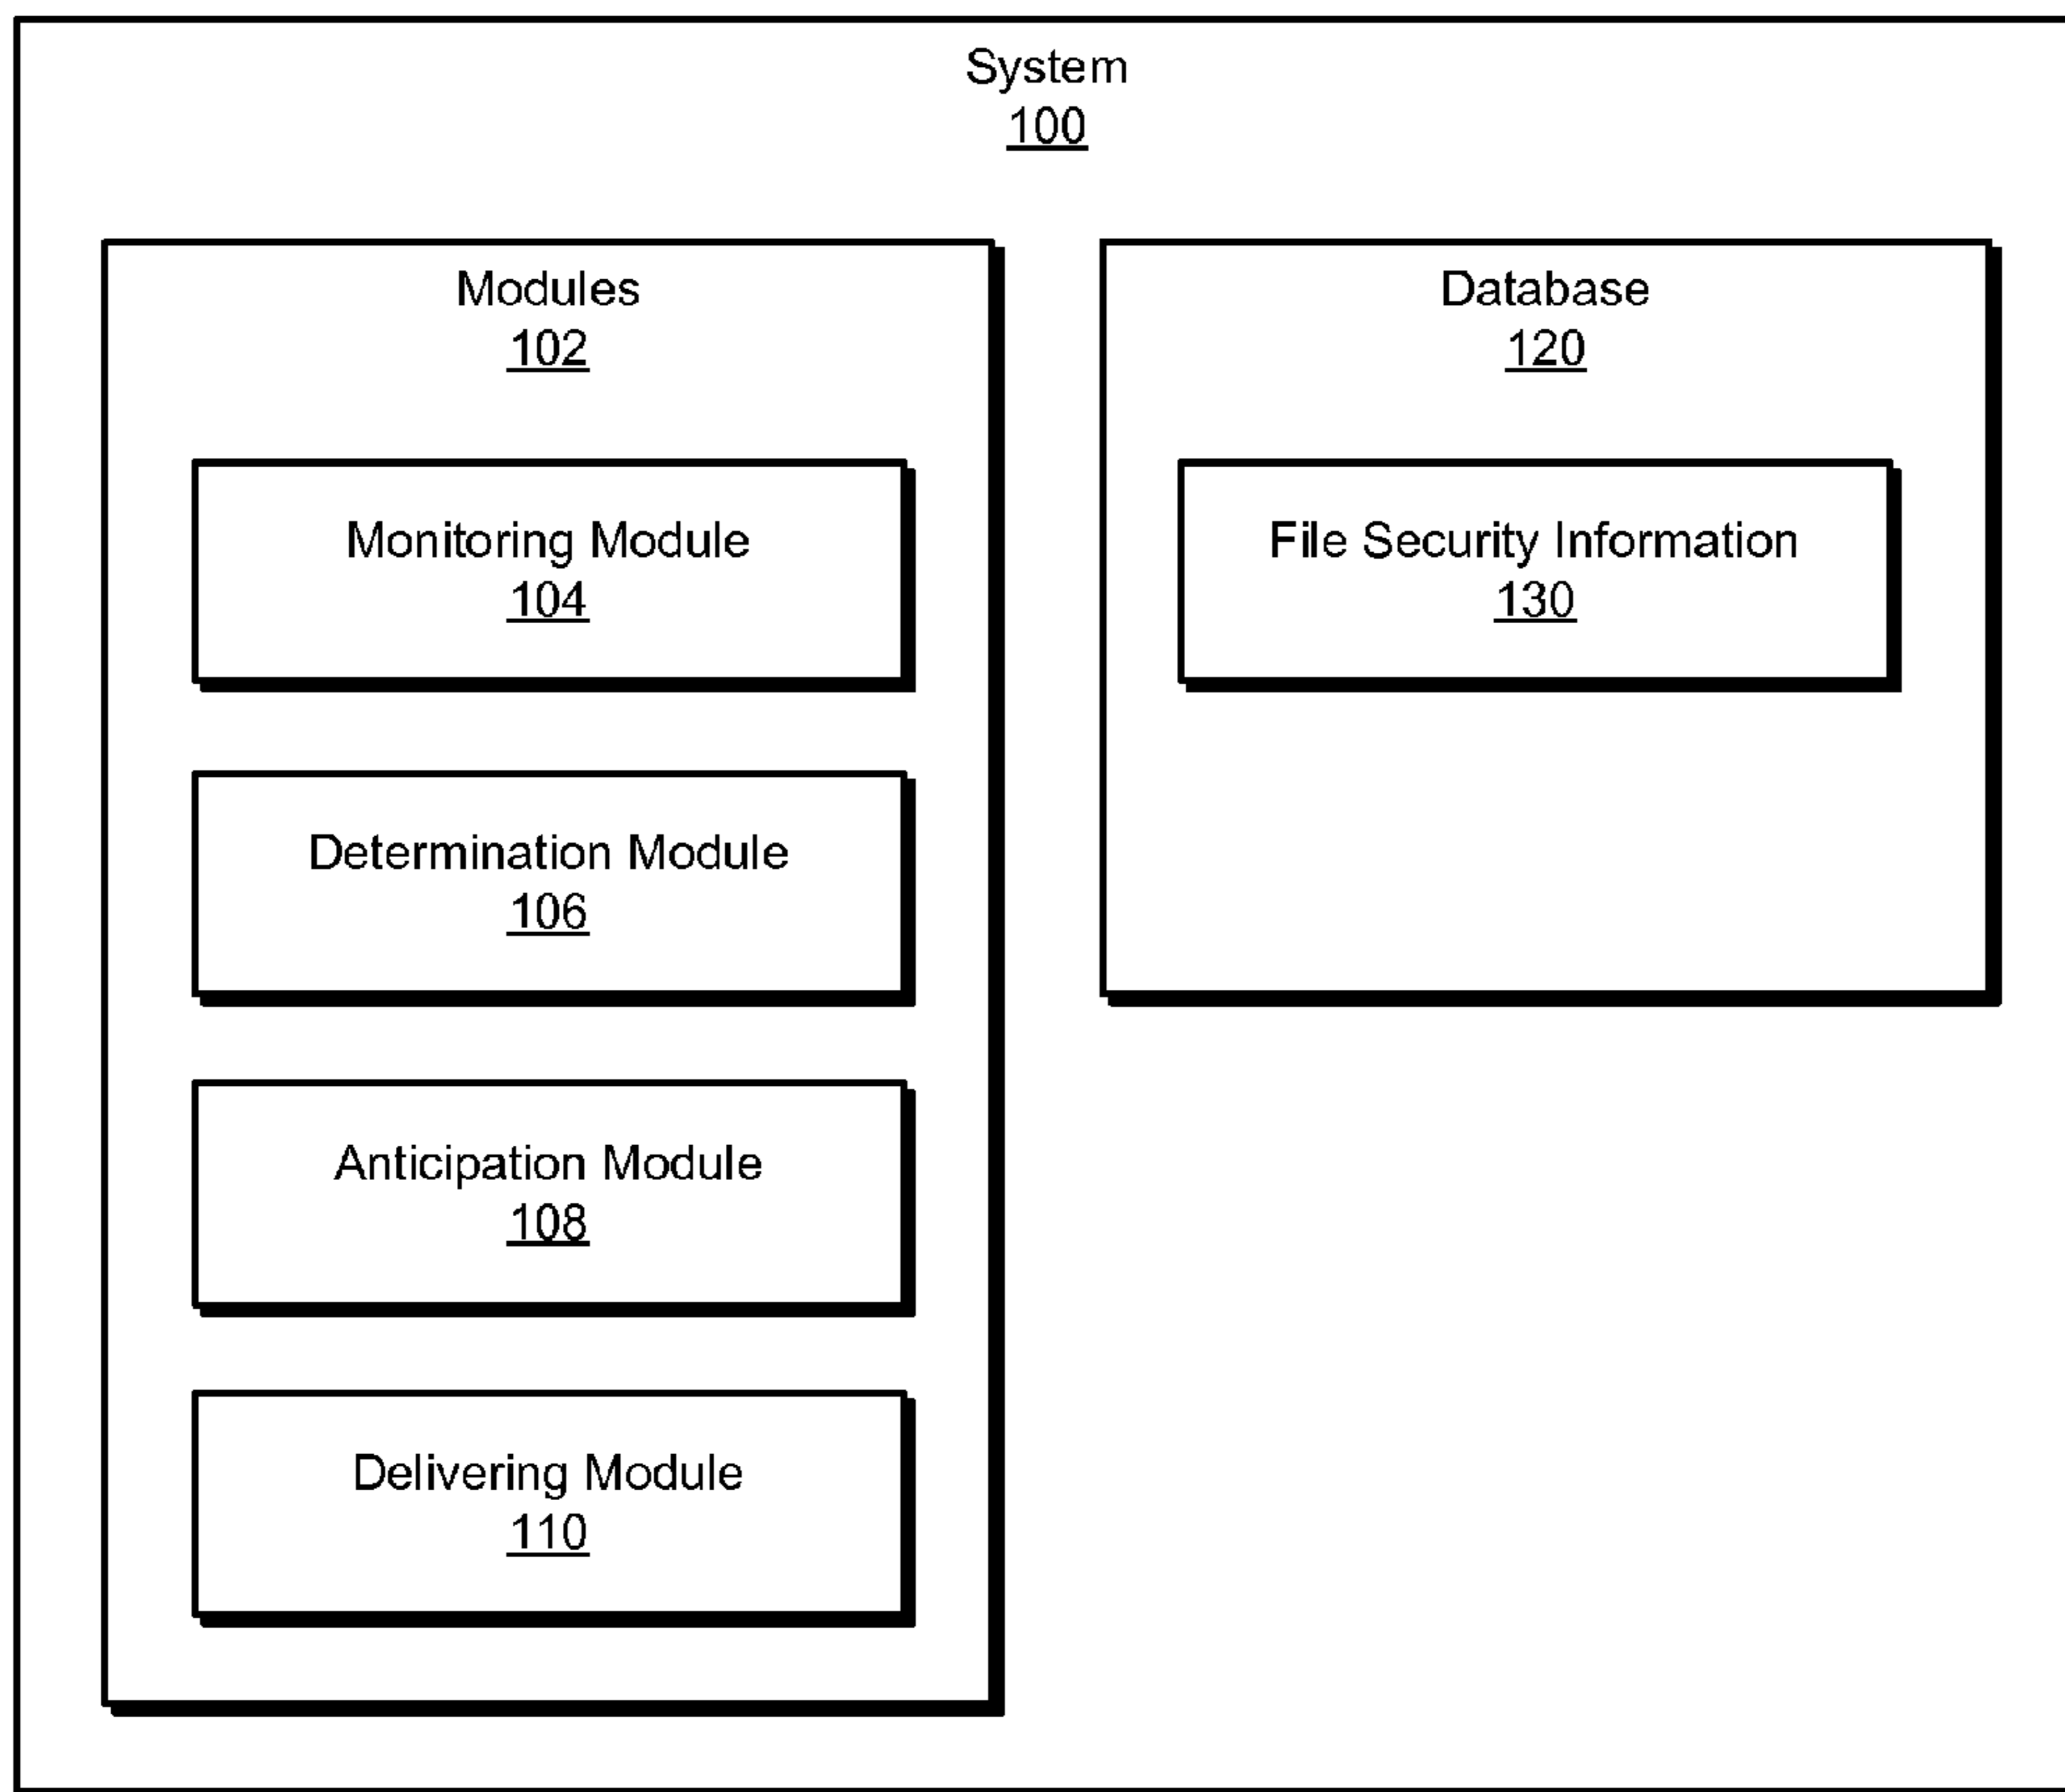 System
100
Modules
102
Monitoring Module
104
Determination Module
106
Anticipation Module
108
Delivering Module
110
Database
120
File Security Information
130